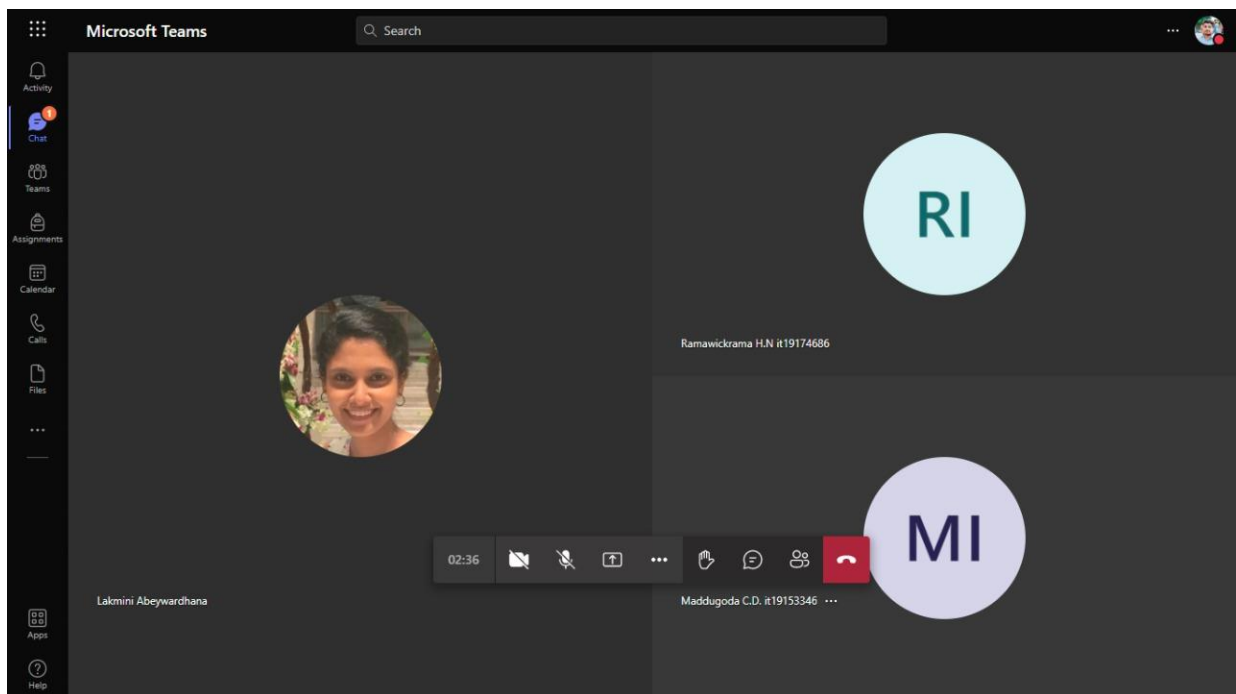 Microsoft Teams
Search
Activity
1
Chat
Teams
Assignments
Calendar
Calls
Files
Apps
Help
RI
Ramawickrama H.N it19174686
MI
02:36
Lakmini Abeywardhana
Maddugoda C.D. it19153346